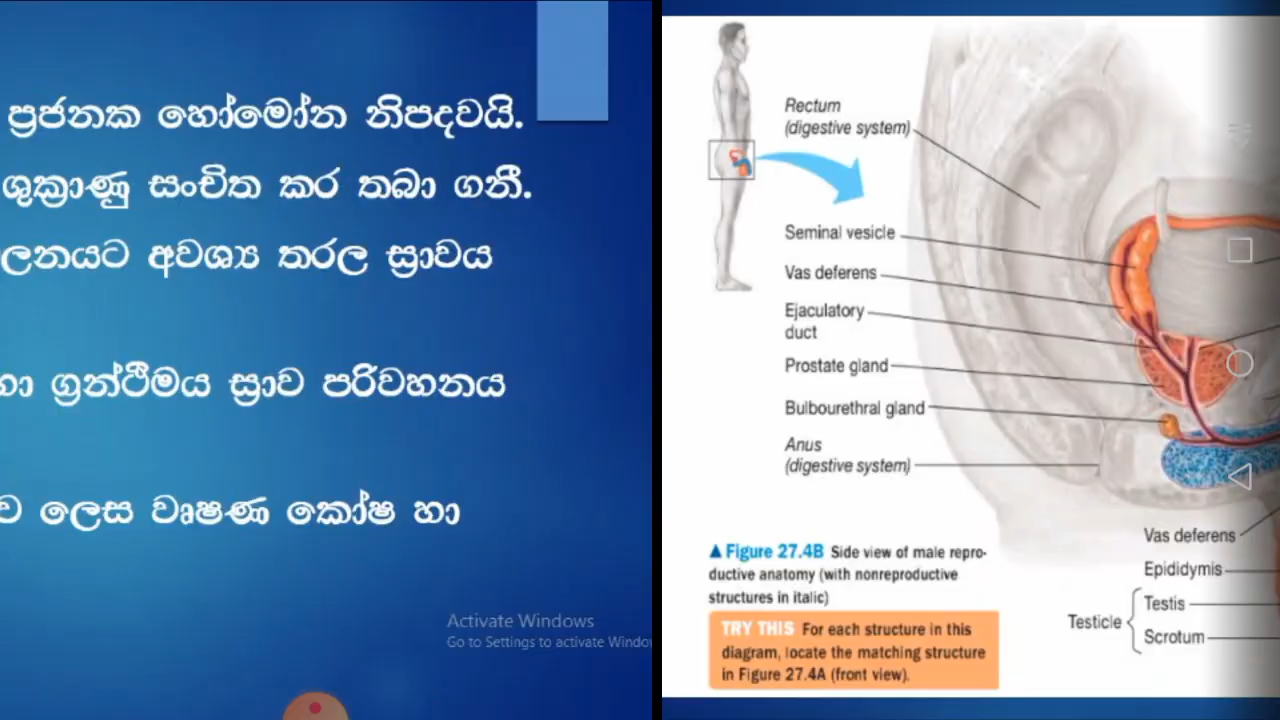 ප්‍රජනක හෝමෝන නිපදවයි.
ශුක්‍රාණු සංචිත කර තබා ගනී.
ලනයට අවශ්‍ය තරල ස්‍රාවය
හා ග්‍රන්ථිමය ස්‍රාව පරිවහනය
ව ලෙස වෘෂණ කෝෂ හා
Activate Windows
Go to Settings to activate Window
Rectum
(digestive system)
Seminal vesicle
Vas deferens
Ejaculatory
duct
Prostate gland
Bulbourethral gland
Anus
(digestive system)
Vas deferens
Epididymis
Testis
Testicle
Scrotum
▲ Figure 27.4B Side view of male repro-
ductive anatomy (with nonreproductive
structures in italic)
TRY THIS For each structure in this
diagram, locate the matching structure
in Figure 27.4A (front view).